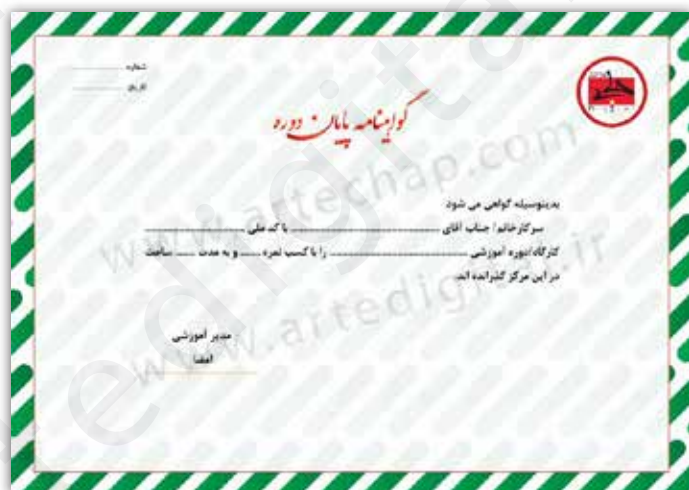 شماره ..............
تاریخ ..............
گواهینامه پایان دوره
بدینوسیله گواهی می شود
سرکار خانم / جناب آقای ........................................ با کد ملی ........................
کارگاه/دوره آموزشی ........................................ را با کسب نمره ...... و به مدت ...... ساعت
در این مرکز گذرانده اند.
مدیر آموزشی
امضا
www.artechap.com
www.artedigital.ir